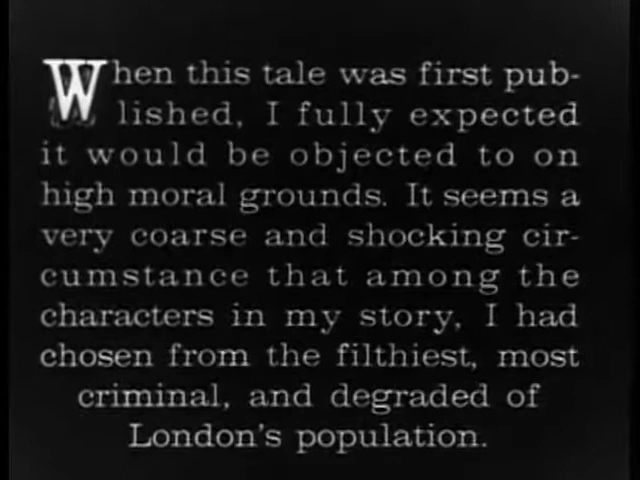 When this tale was first pub-
lished, I fully expected
it would be objected to on
high moral grounds. It seems a
very coarse and shocking cir-
cumstance that among the
characters in my story, I had
chosen from the filthiest, most
criminal, and degraded of
London's population.